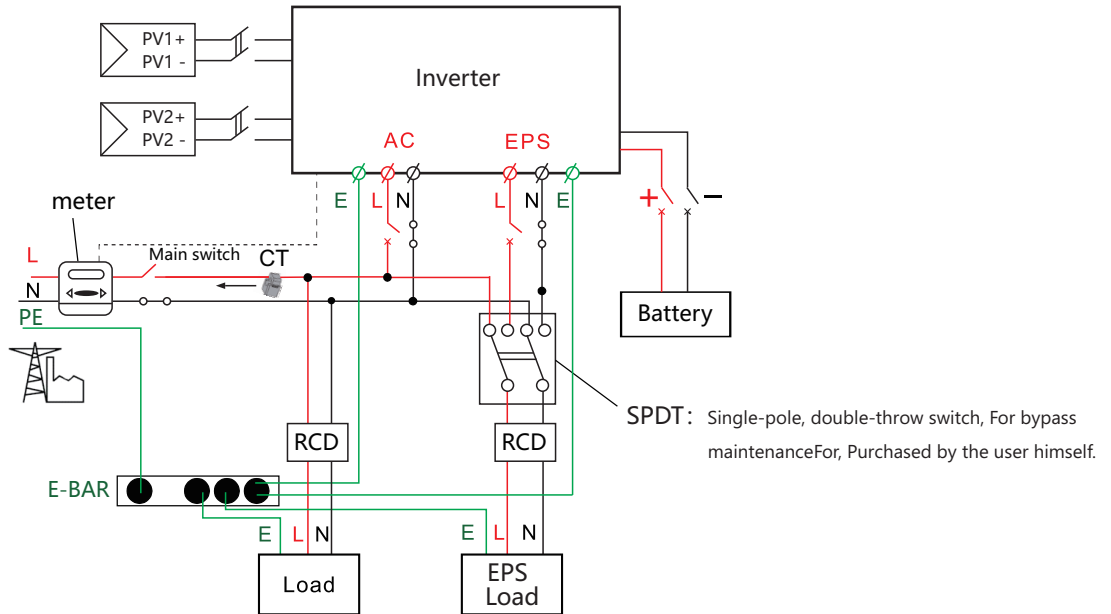 PV1+
PV1 -
PV2+
PV2 -
Inverter
AC
EPS
E
L
N
L
N
E
+
−
meter
L
Main switch
CT
N
PE
Battery
SPDT: Single-pole, double-throw switch, For bypass
maintenanceFor, Purchased by the user himself.
RCD
RCD
E-BAR
E
L
N
E
L
N
Load
EPS
Load